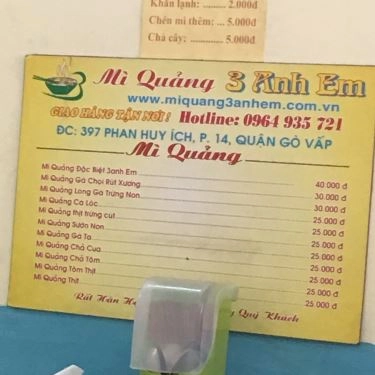 Khăn lạnh: ......... 2.000đ
Chén mì thêm: ... 5.000đ
Chả cây: .......... 5.000đ
Mì Quảng 3 Anh Em
www.miquang3anhem.com.vn
GIAO HÀNG TẬN NƠI! Hotline: 0964 935 721
ĐC: 397 PHAN HUY ÍCH, P. 14, QUẬN GÒ VẤP
Mì Quảng
Mì Quảng Đặc Biệt 3anh Em 40.000 đ
Mì Quảng Gà Chọi Rút Xương 30.000 đ
Mì Quảng Lòng Gà Trứng Non 30.000 đ
Mì Quảng Cá Lóc 25.000 đ
Mì Quảng thịt trứng cút 25.000 đ
Mì Quảng Sườn Non 25.000 đ
Mì Quảng Gà Ta 25.000 đ
Mì Quảng Chả Cua 25.000 đ
Mì Quảng Chả Tôm 25.000 đ
Mì Quảng Tôm Thịt 25.000 đ
Mì Quảng Thịt 25.000 đ
Rất Hân Quý Khách